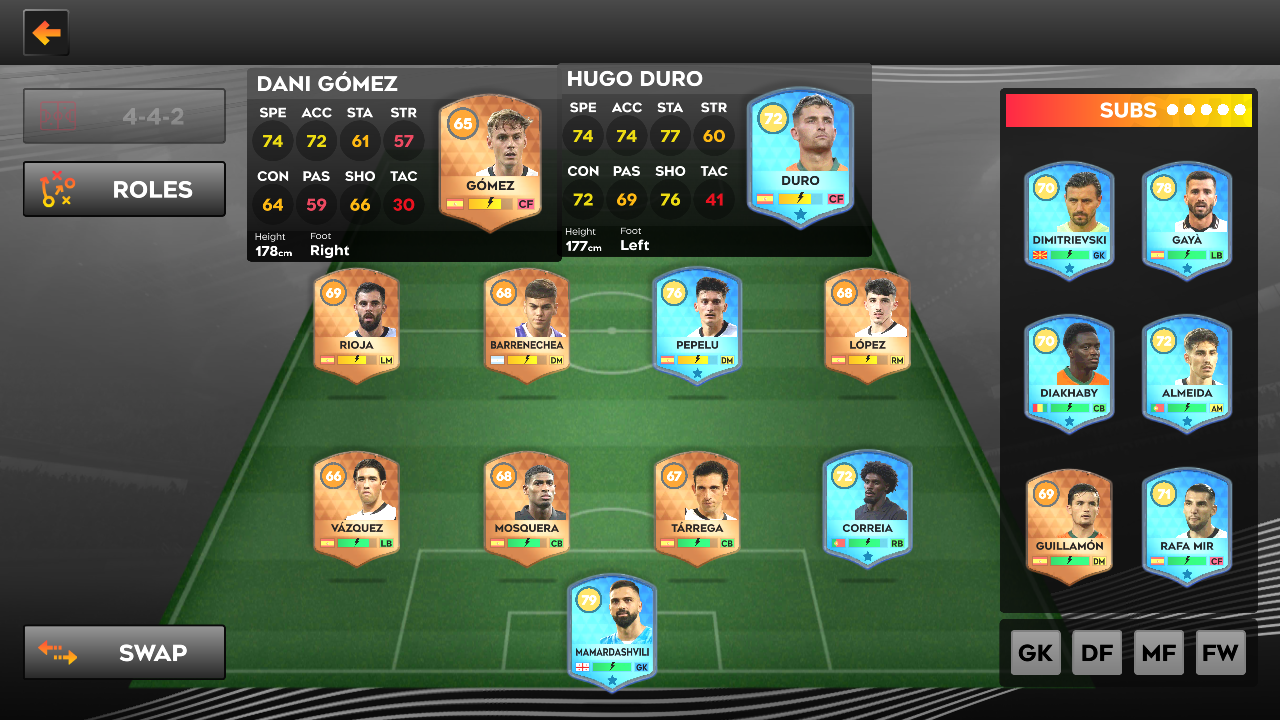 4-4-2
ROLES
DANI GÓMEZ
SPE ACC STA STR
74 72 61 57
CON PAS SHO TAC
64 59 66 30
Height Foot
178cm Right
65
GÓMEZ
CF
HUGO DURO
SPE ACC STA STR
74 74 77 60
CON PAS SHO TAC
72 69 76 41
Height Foot
177cm Left
72
DURO
CF
69
RIOJA
LM
68
BARRENECHEA
DM
76
PEPELU
DM
68
LÓPEZ
RM
66
VÁZQUEZ
LB
68
MOSQUERA
CB
67
TÁRREGA
CB
72
CORREIA
RB
79
MAMARDASHVILI
GK
SUBS
70
DIMITRIEVSKI
GK
78
GAYÀ
LB
70
DIAKHABY
CB
72
ALMEIDA
AM
69
GUILLAMÓN
DM
71
RAFA MIR
CF
SWAP
GK DF MF FW